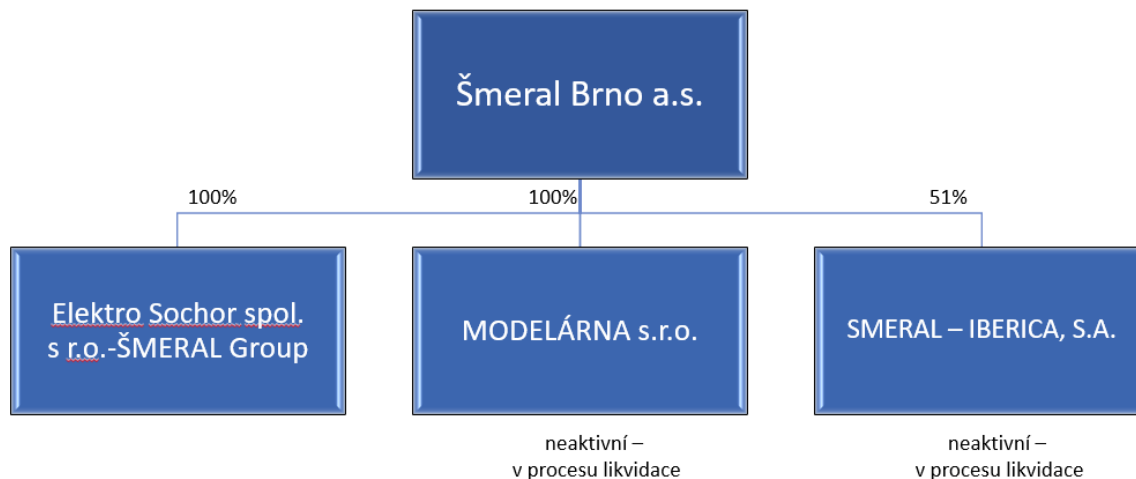 Šmeral Brno a.s.
100%
100%
51%
Elektro Sochor spol.
s r.o.-ŠMERAL Group
MODELÁRNA s.r.o.
SMERAL – IBERICA, S.A.
neaktivní –
v procesu likvidace
neaktivní –
v procesu likvidace